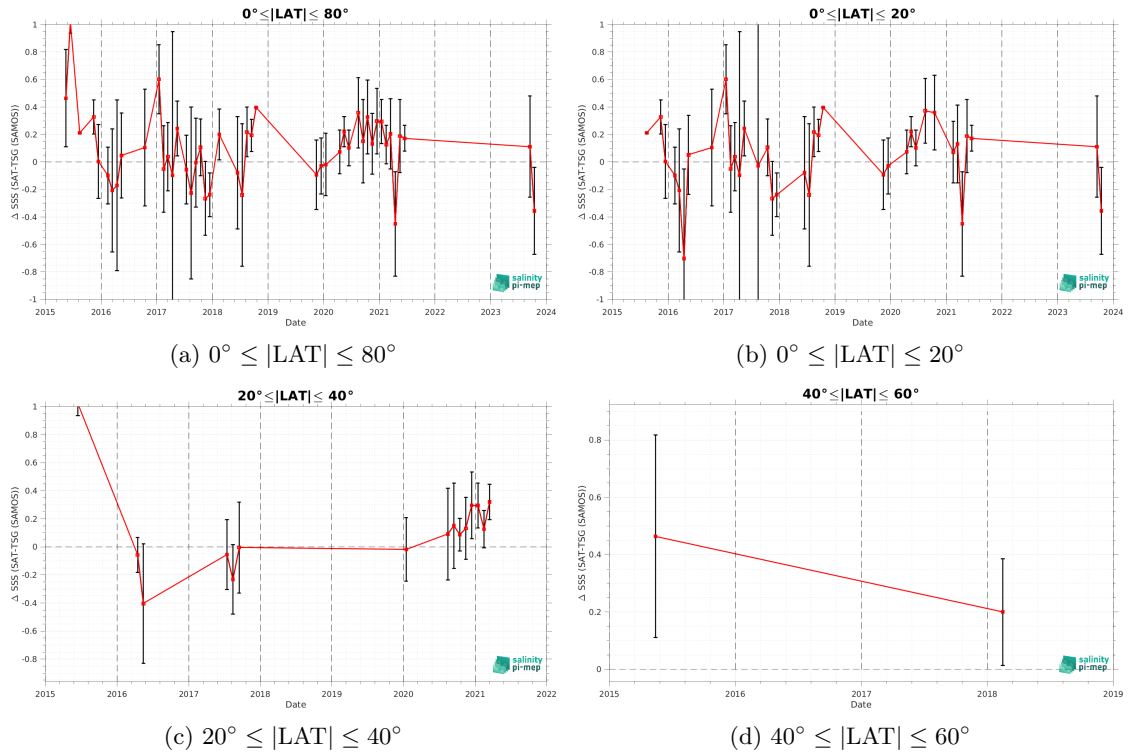 0°≤|LAT|≤ 80°
1
0.8
0.6
0.4
0.2
0
-0.2
-0.4
-0.6
-0.8
-1
Δ SSS (SAT-TSG (SAMOS))
2015 2016 2017 2018 2019 2020 2021 2022 2023 2024
Date
salinity
pi-mep
(a) 0° ≤ |LAT| ≤ 80°
0°≤|LAT|≤ 20°
1
0.8
0.6
0.4
0.2
0
-0.2
-0.4
-0.6
-0.8
-1
Δ SSS (SAT-TSG (SAMOS))
2015 2016 2017 2018 2019 2020 2021 2022 2023 2024
Date
salinity
pi-mep
(b) 0° ≤ |LAT| ≤ 20°
20°≤|LAT|≤ 40°
1
0.8
0.6
0.4
0.2
0
-0.2
-0.4
-0.6
-0.8
Δ SSS (SAT-TSG (SAMOS))
2015 2016 2017 2018 2019 2020 2021 2022
Date
salinity
pi-mep
(c) 20° ≤ |LAT| ≤ 40°
40°≤|LAT|≤ 60°
0.8
0.6
0.4
0.2
0
Δ SSS (SAT-TSG (SAMOS))
2015 2016 2017 2018 2019
Date
salinity
pi-mep
(d) 40° ≤ |LAT| ≤ 60°